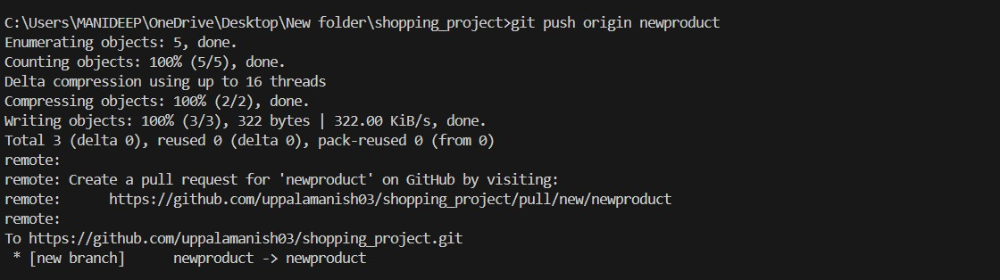 C:\Users\MANIDEEP\OneDrive\Desktop\New folder\shopping_project>git push origin newproduct
Enumerating objects: 5, done.
Counting objects: 100% (5/5), done.
Delta compression using up to 16 threads
Compressing objects: 100% (2/2), done.
Writing objects: 100% (3/3), 322 bytes | 322.00 KiB/s, done.
Total 3 (delta 0), reused 0 (delta 0), pack-reused 0 (from 0)
remote:
remote: Create a pull request for 'newproduct' on GitHub by visiting:
remote:      https://github.com/uppalamanish03/shopping_project/pull/new/newproduct
remote:
To https://github.com/uppalamanish03/shopping_project.git
 * [new branch]      newproduct -> newproduct